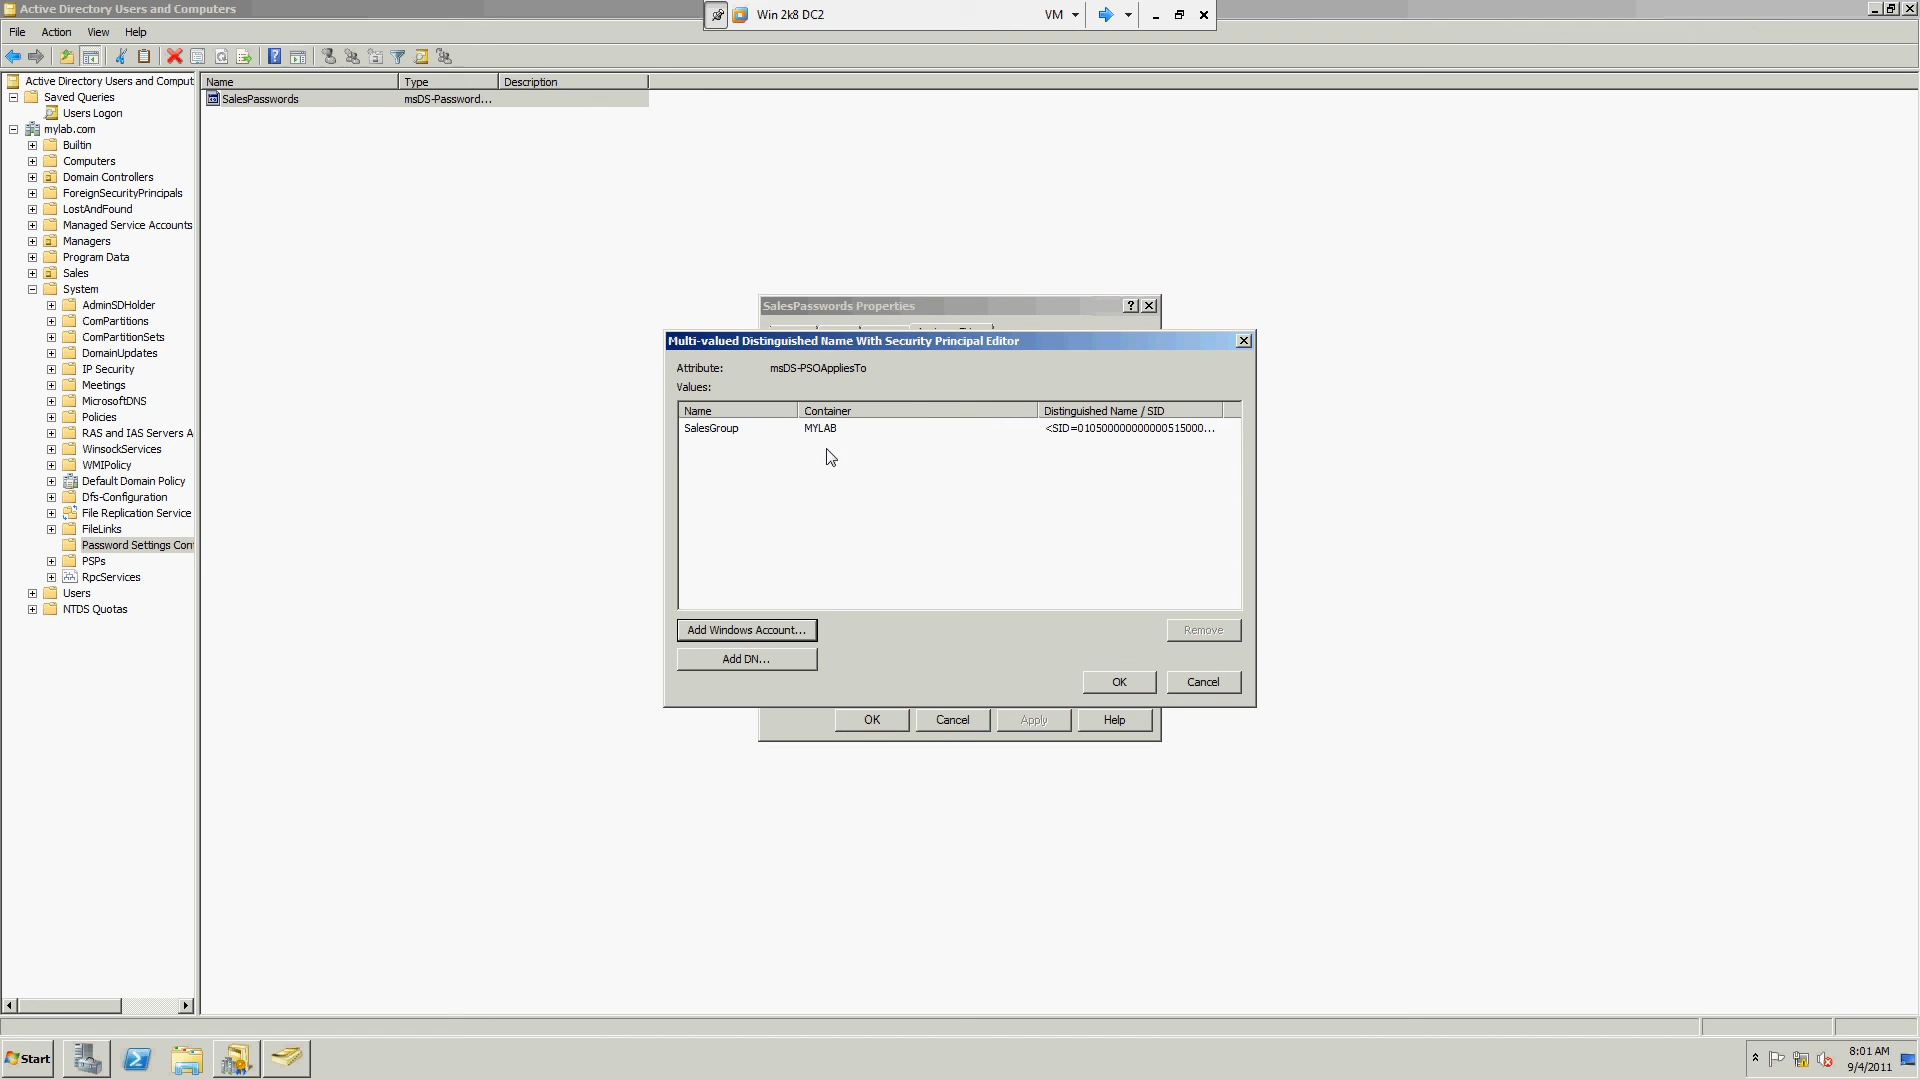 Active Directory Users and Computers
Win 2k8 DC2
VM
File Action View Help
Active Directory Users and Comput
Saved Queries
Users Logon
mylab.com
Builtin
Computers
Domain Controllers
ForeignSecurityPrincipals
LostAndFound
Managed Service Accounts
Managers
Program Data
Sales
System
AdminSDHolder
ComPartitions
ComPartitionSets
DomainUpdates
IP Security
Meetings
MicrosoftDNS
Policies
RAS and IAS Servers A
WinsockServices
WMIPolicy
Default Domain Policy
Dfs-Configuration
File Replication Service
FileLinks
Password Settings Con
PSPs
RpcServices
Users
NTDS Quotas
Name Type Description
SalesPasswords msDS-Password...
SalesPasswords Properties
Multi-valued Distinguished Name With Security Principal Editor
Attribute: msDS-PSOAppliesTo
Values:
Name Container Distinguished Name / SID
SalesGroup MYLAB <SID=01050000000000051500​0...
Add Windows Account... Remove
Add DN...
OK Cancel
OK Cancel Apply Help
Start
8:01 AM
9/4/2011